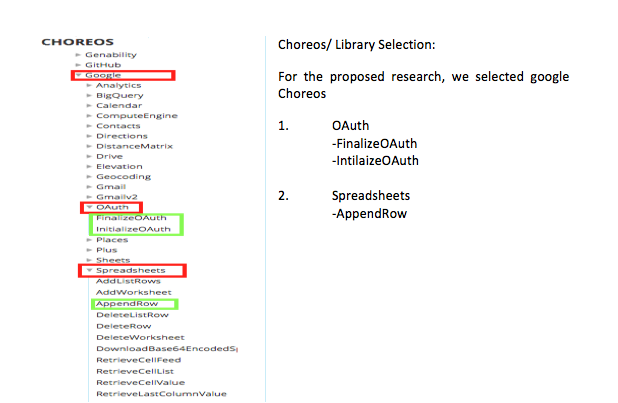 CHOREOS
Genability
GitHub
Google
Analytics
BigQuery
Calendar
ComputeEngine
Contacts
Directions
DistanceMatrix
Drive
Elevation
Geocoding
Gmail
Gmailv2
OAuth
FinalizeOAuth
InitializeOAuth
Places
Plus
Sheets
Spreadsheets
AddListRows
AddWorksheet
AppendRow
DeleteListRow
DeleteRow
DeleteWorksheet
DownloadBase64EncodedSp
RetrieveCellFeed
RetrieveCellList
RetrieveCellValue
RetrieveLastColumnValue
Choreos/ Library Selection:
For the proposed research, we selected google
Choreos
1. OAuth
-FinalizeOAuth
-IntilaizeOAuth
2. Spreadsheets
-AppendRow